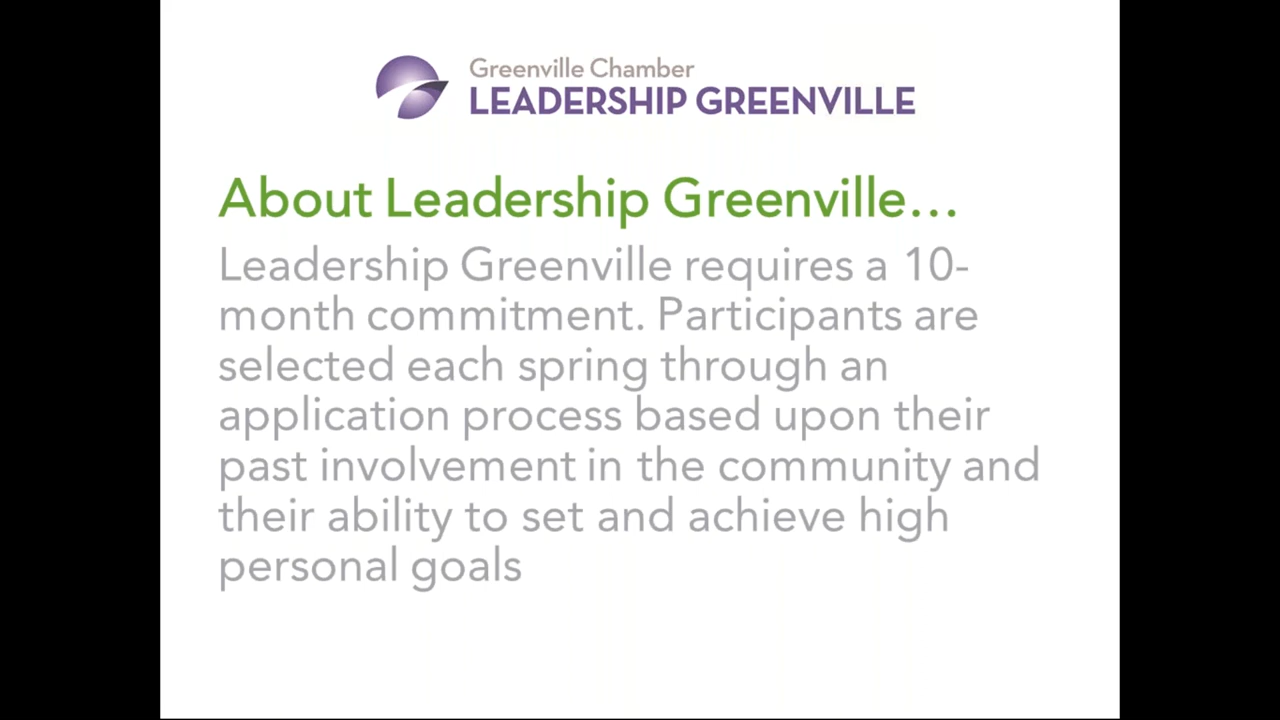 Greenville Chamber
LEADERSHIP GREENVILLE
About Leadership Greenville...
Leadership Greenville requires a 10-
month commitment. Participants are
selected each spring through an
application process based upon their
past involvement in the community and
their ability to set and achieve high
personal goals